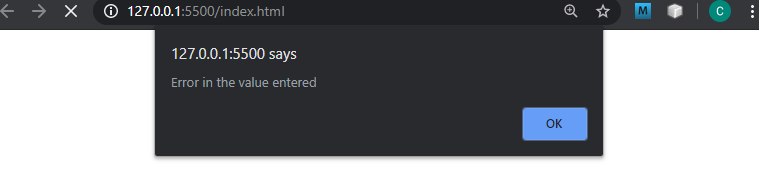 127.0.0.1:5500/index.html
M
C
127.0.0.1:5500 says
Error in the value entered
OK